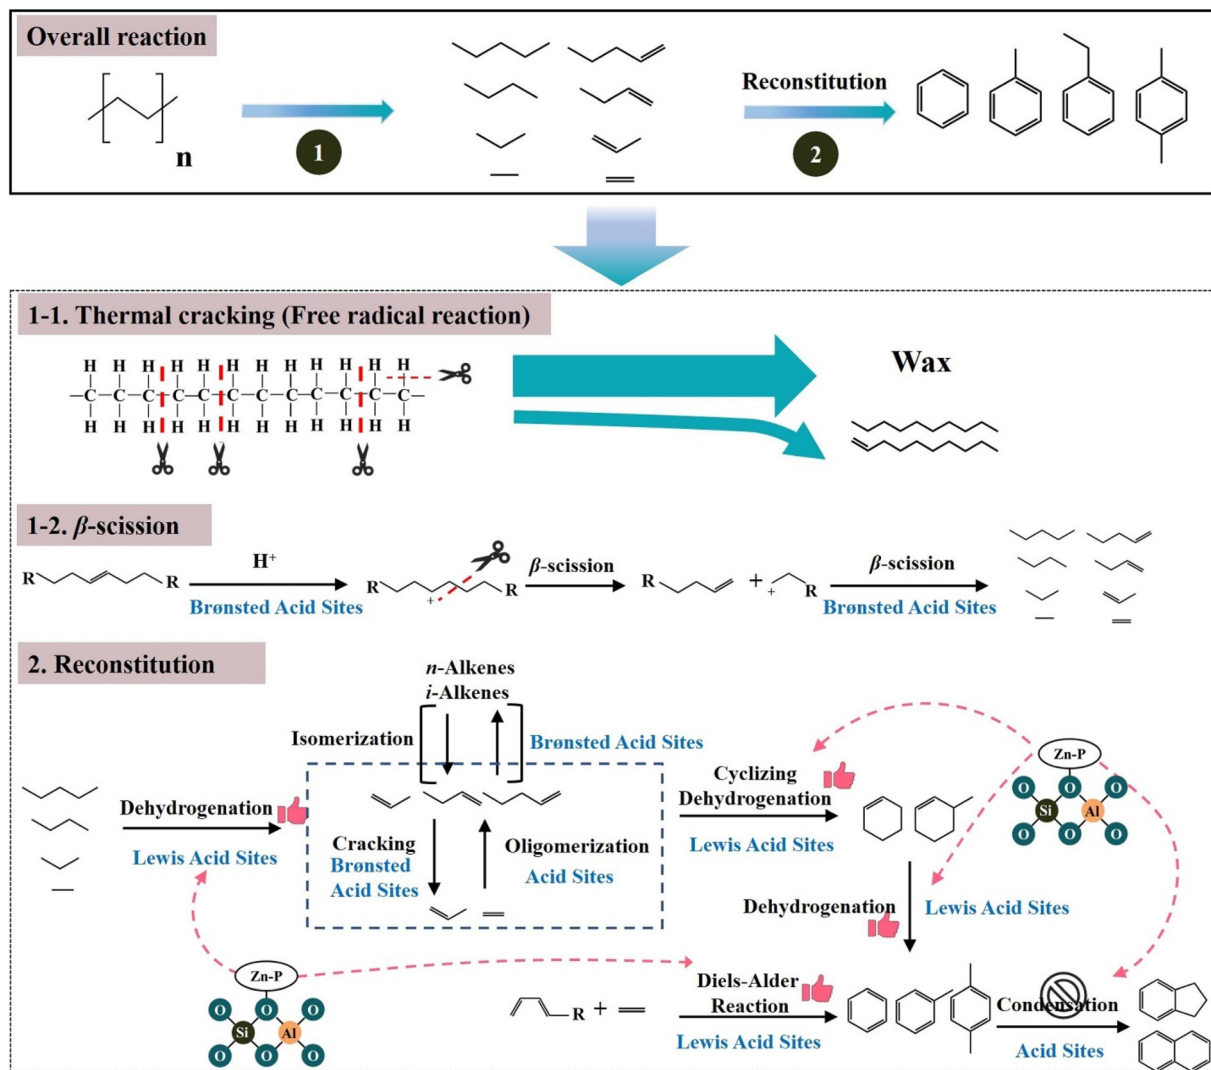 Overall reaction
n
1
Reconstitution
2
1-1. Thermal cracking (Free radical reaction)
H H H H H H H H H H H H
C C C C C C C C C C C C
H H H H H H H H H H H H
Wax
1-2. β-scission
R
R
H⁺
Brønsted Acid Sites
+
R
β-scission
R
+
+
R
β-scission
Brønsted Acid Sites
2. Reconstitution
n-Alkenes
i-Alkenes
Isomerization
Brønsted Acid Sites
Dehydrogenation
Lewis Acid Sites
Cracking
Brønsted
Acid Sites
Oligomerization
Acid Sites
Cyclizing
Dehydrogenation
Lewis Acid Sites
Zn-P
O O O
Si Al
O O O
Dehydrogenation
Lewis Acid Sites
Zn-P
O O O
Si Al
O O O
R + 
Diels-Alder
Reaction
Lewis Acid Sites
Condensation
Acid Sites